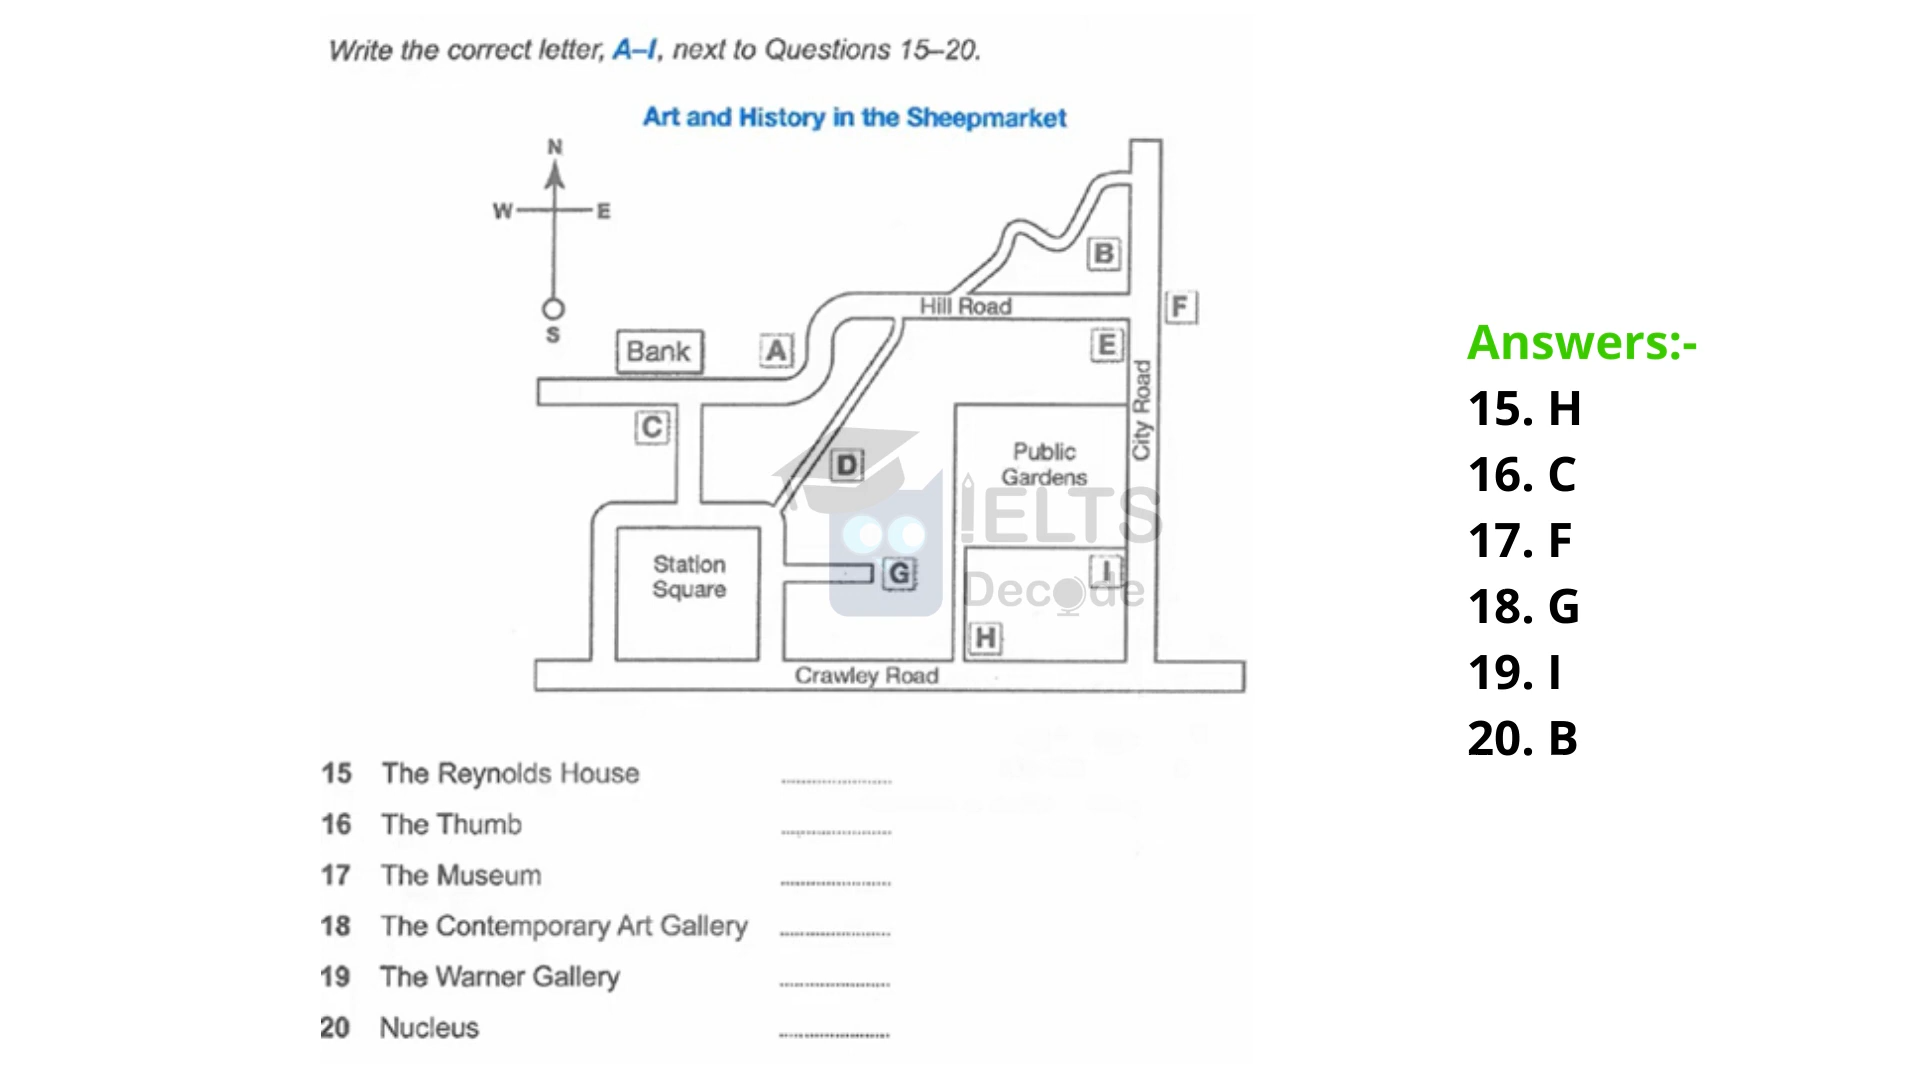 Write the correct letter, A–I, next to Questions 15–20.
Art and History in the Sheepmarket
N
W E
S
B
Hill Road
F
Bank
A
E
C
City Road
D
Public
Gardens
IELTS
Station
Square
G
I
Decode
H
Crawley Road
15 The Reynolds House
16 The Thumb
17 The Museum
18 The Contemporary Art Gallery
19 The Warner Gallery
20 Nucleus
Answers:-
15. H
16. C
17. F
18. G
19. I
20. B